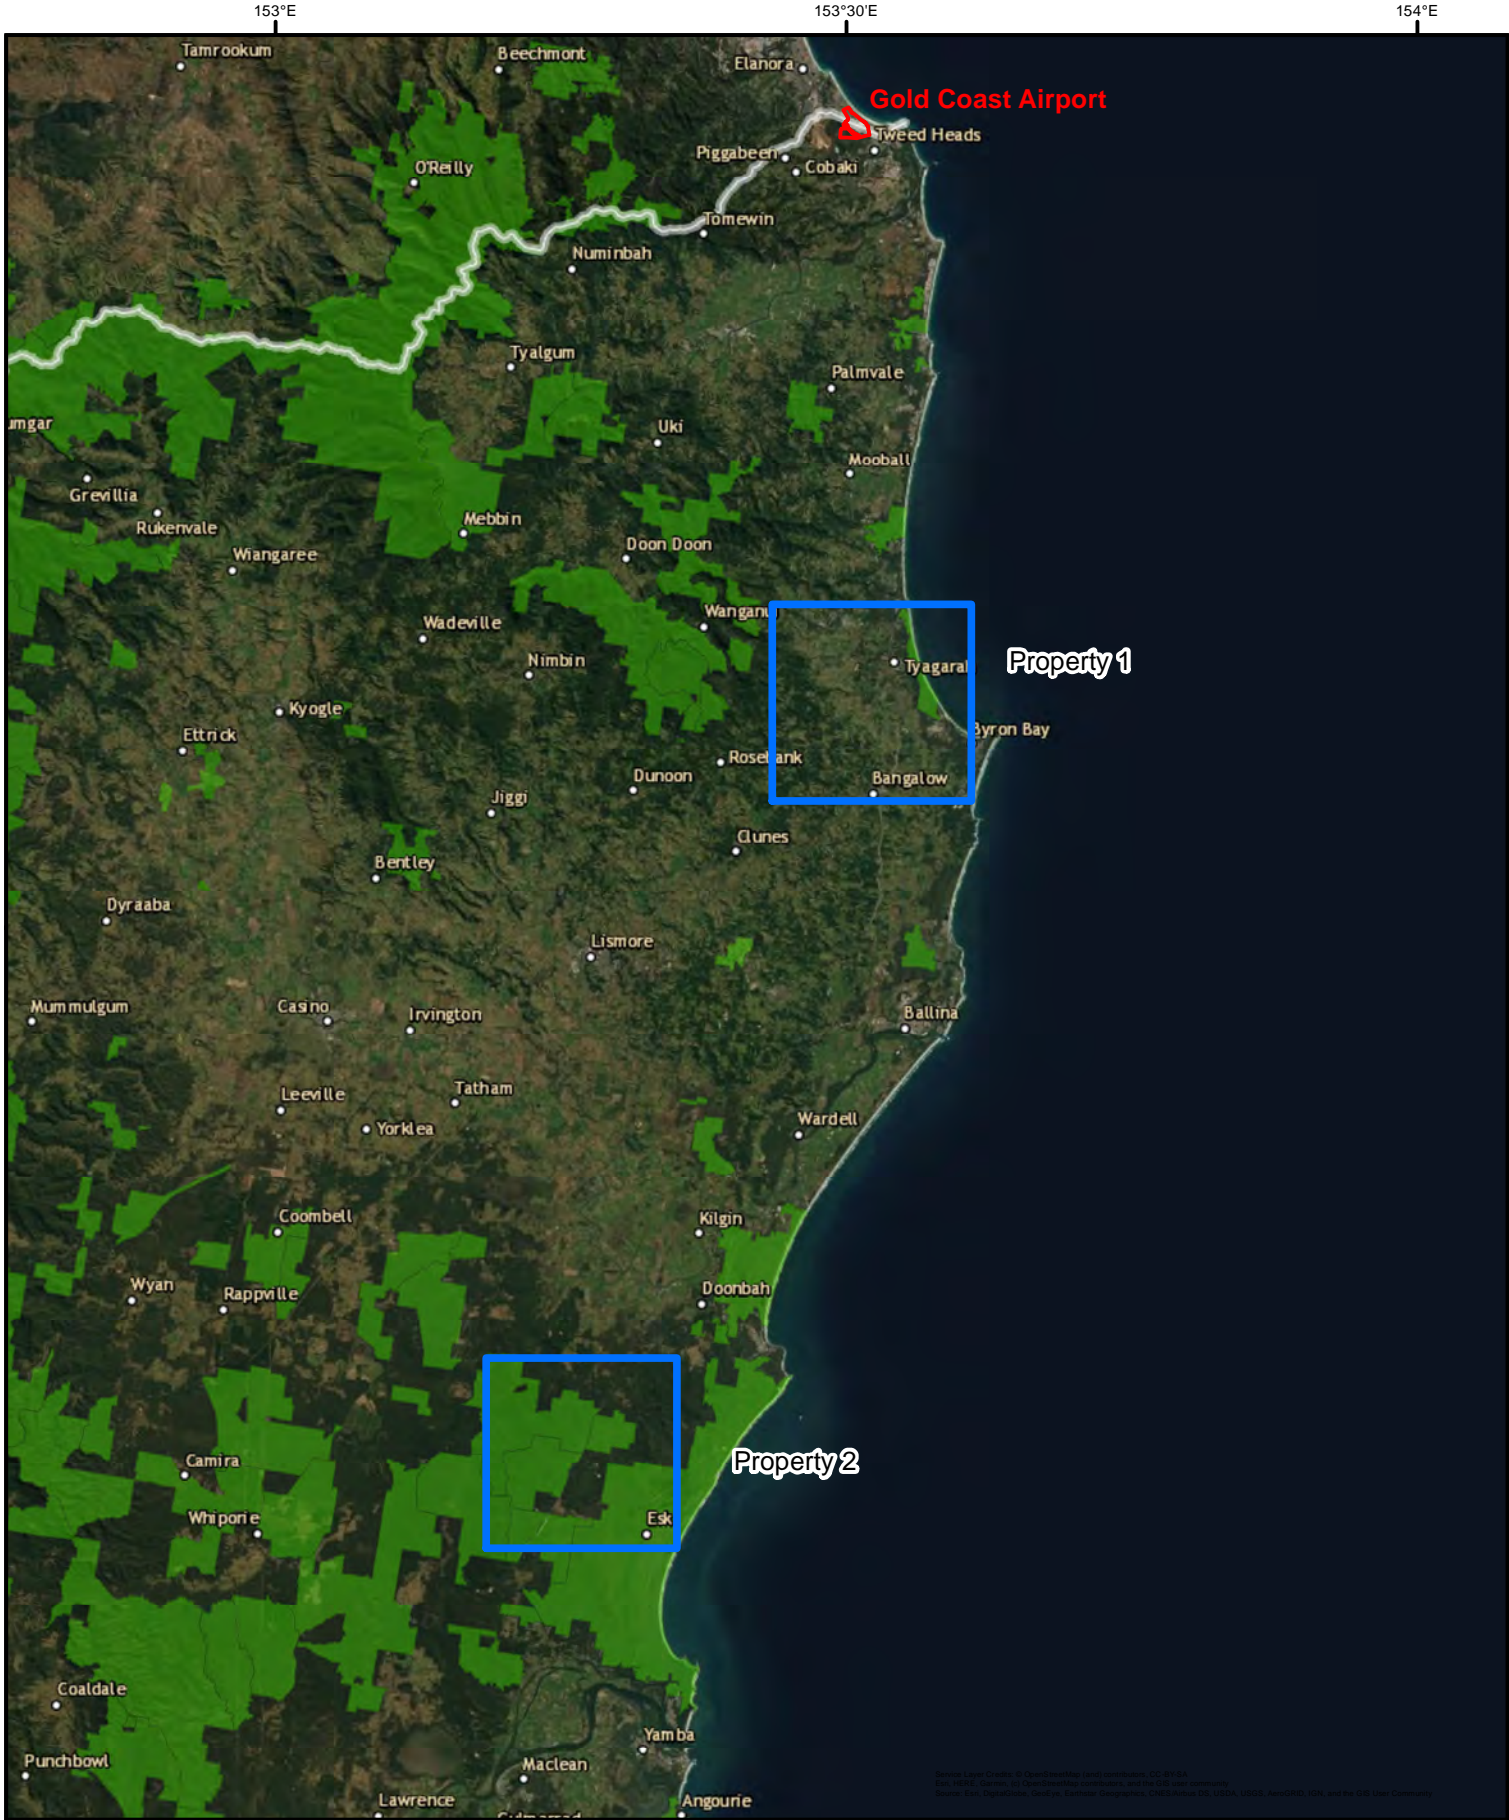 153°E
153°30'E
154°E
Tamrookum
Beechmont
Elanora
Gold Coast Airport
Tweed Heads
Piggabeen
Cobaki
O'Reilly
Tomewin
Numinbah
Tyalgum
Palmvale
umgar
Uki
Mooball
Grevillia
Rukenvale
Mebbin
Wiangaree
Doon Doon
Wanganu
Wadeville
Nimbin
Tyagarah
Property 1
Kyogle
Ettrick
Byron Bay
Rosebank
Dunoon
Bangalow
Jiggi
Clunes
Bentley
Dyraaba
Lismore
Mummulgum
Casino
Irvington
Ballina
Leeville
Tatham
Yorklea
Wardell
Coombell
Kilgin
Wyan
Rappville
Doonbah
Camira
Property 2
Whiporie
Esk
Coaldale
Yamba
Punchbowl
Maclean
Lawrence
Angourie